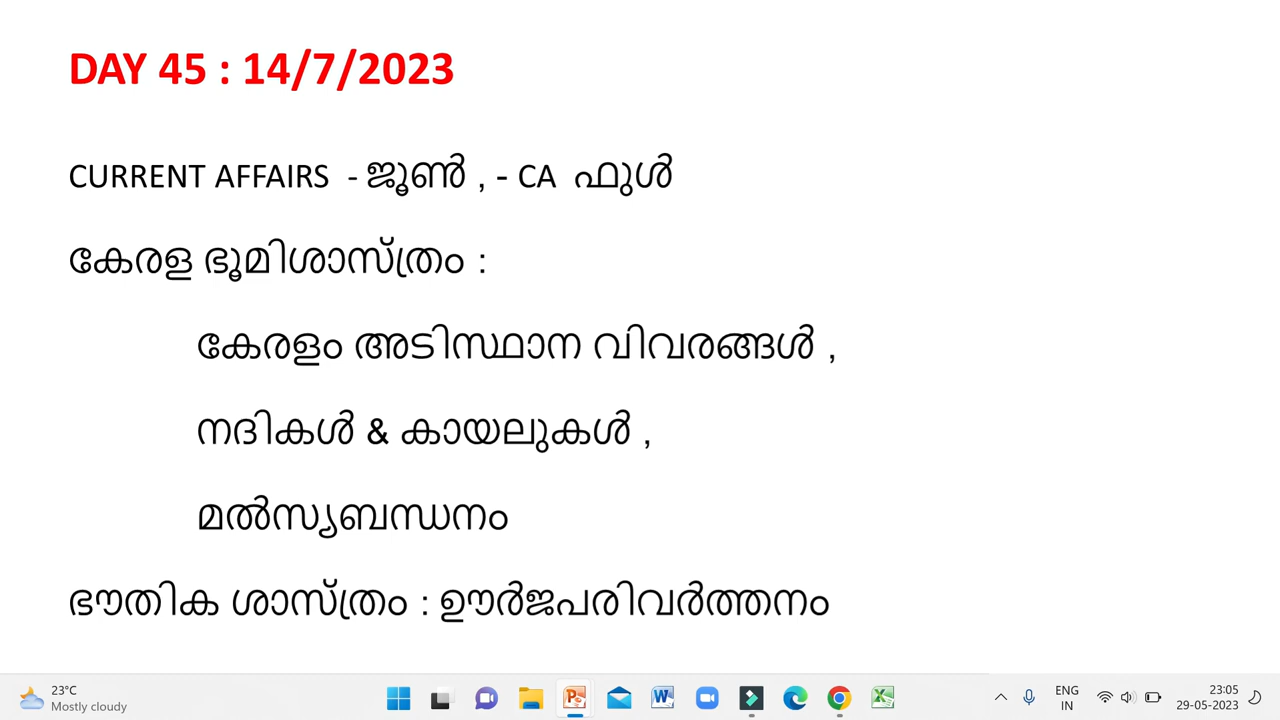 DAY 45 : 14/7/2023
CURRENT AFFAIRS - ജൂൺ , - CA ഫുൾ
കേരള ഭൂമിശാസ്ത്രം :
കേരളം അടിസ്ഥാന വിവരങ്ങൾ ,
നദികൾ & കായലുകൾ ,
മൽസ്യബന്ധനം
ഭൗതിക ശാസ്ത്രം : ഊർജപരിവർത്തനം
23°C
Mostly cloudy
ENG
IN
23:05
29-05-2023